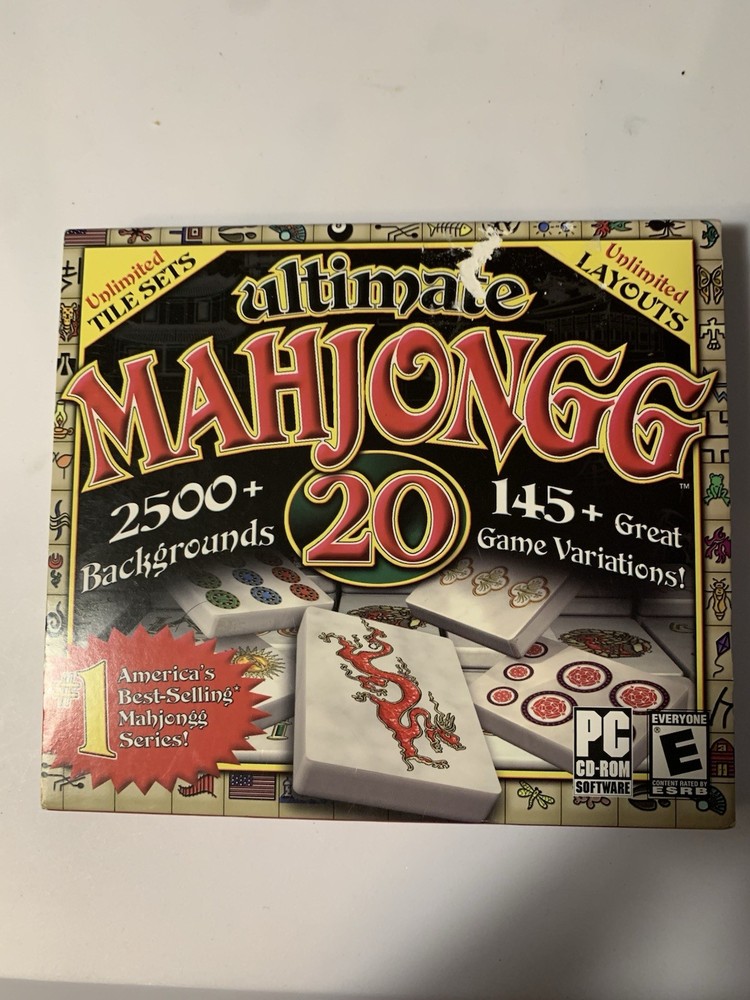 Unlimited
TILE SETS
Unlimited
LAYOUTS
ultimate
MAHJONGG™
20
2500+
Backgrounds
145+ Great
Game Variations!
#1
America's
Best-Selling*
Mahjongg
Series!
PC
CD-ROM
SOFTWARE
EVERYONE
E®
CONTENT RATED BY
ESRB